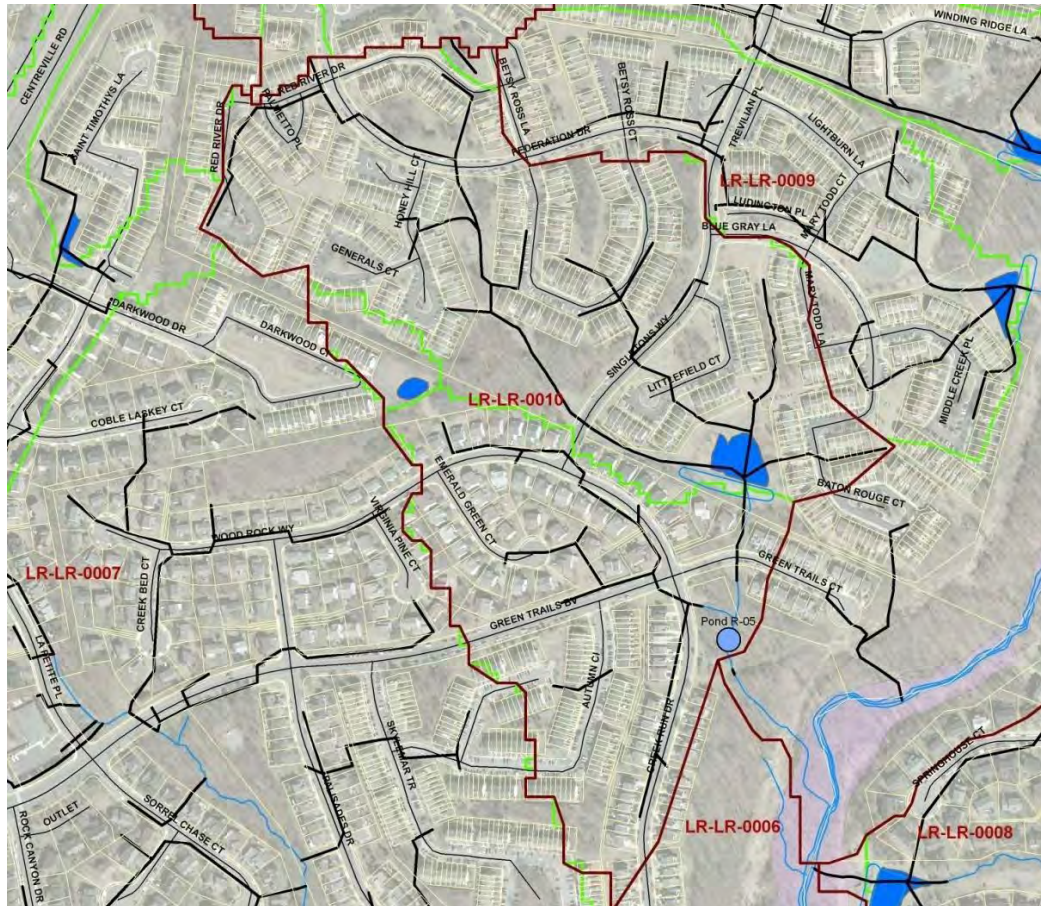 WINDING RIDGE LA
CENTREVILLE RD
BETSY ROSS LA
BETSY ROSS CT
SAINT TIMOTHYS LA
RED RIVER DR
FEDERATION DR
TREVILIAN PL
LIGHTBURN LA
LR-LR-0009
HONEY HILL CT
LUDINGTON PL
MARY TODD CT
BLUE GRAY LA
GENERALS CT
MARY TODD LA
DARKWOOD DR
DARKWOOD CT
SINGLETONS WY
LITTLEFIELD CT
MIDDLE CREEK PL
LR-LR-0010
COBLE LASKEY CT
EMERALD GREEN CT
BATON ROUGE CT
VIRGINIA PINE CT
WOOD ROCK WY
GREEN TRAILS CT
LR-LR-0007
CREEK BED CT
GREEN TRAILS BV
Pond R-05
LA PETITE PL
AUTUMN CI
GREEN RUN DR
SPRINGHOUSE CT
PALISADES DR
OUTLET
SORREL CHASE CT
ROCK CANYON DR
LR-LR-0006
LR-LR-0008